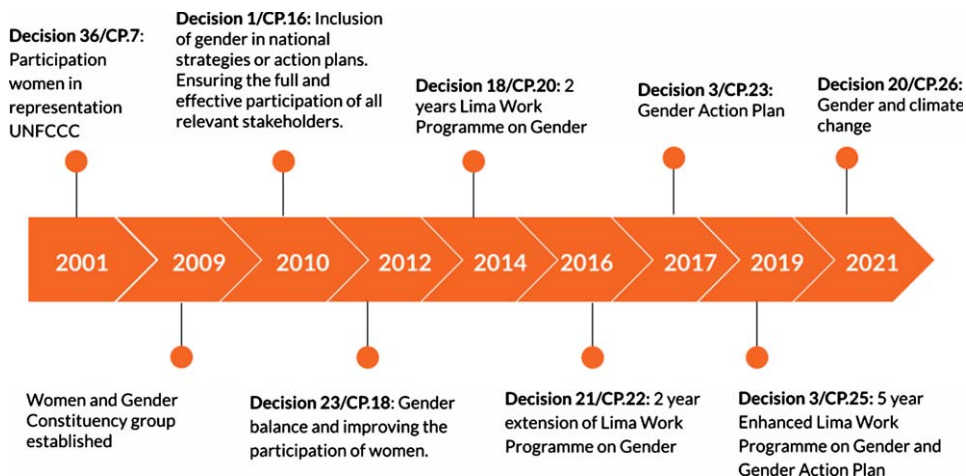 Decision 36/CP.7:
Participation
women in
representation
UNFCCC
Decision 1/CP.16: Inclusion
of gender in national
strategies or action plans.
Ensuring the full and
effective participation of all
relevant stakeholders.
Decision 18/CP.20: 2
years Lima Work
Programme on Gender
Decision 3/CP.23:
Gender Action Plan
Decision 20/CP.26:
Gender and climate
change
2001
2009
2010
2012
2014
2016
2017
2019
2021
Women and Gender
Constituency group
established
Decision 23/CP.18: Gender
balance and improving the
participation of women.
Decision 21/CP.22: 2 year
extension of Lima Work
Programme on Gender
Decision 3/CP.25: 5 year
Enhanced Lima Work
Programme on Gender and
Gender Action Plan